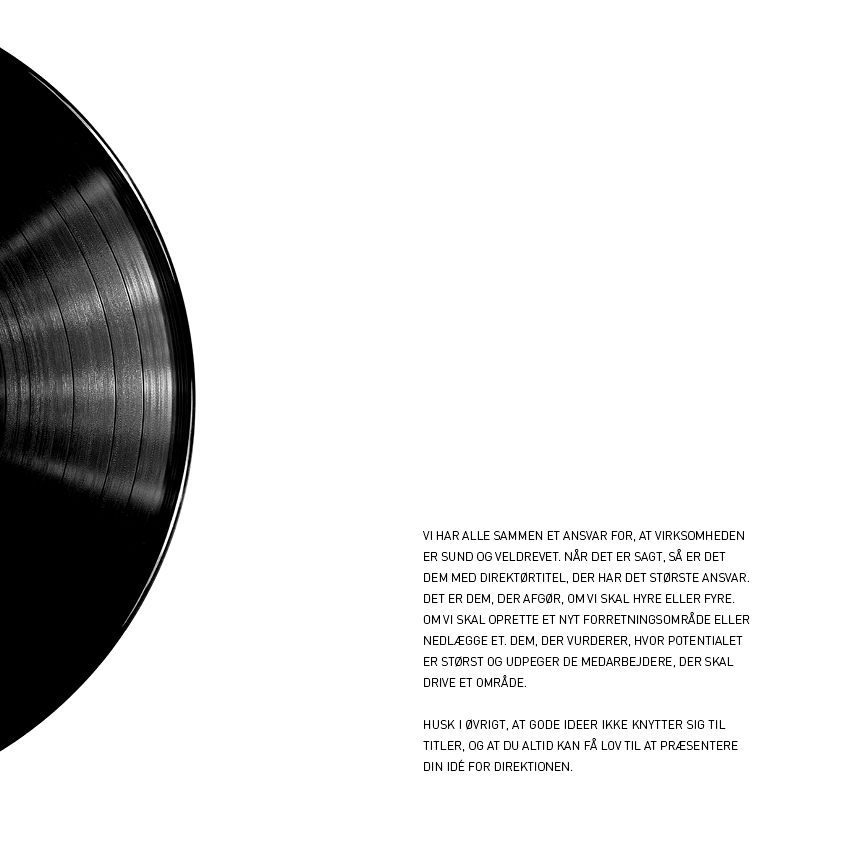 VI HAR ALLE SAMMEN ET ANSVAR FOR, AT VIRKSOMHEDEN
ER SUND OG VELDREVET. NÅR DET ER SAGT, SÅ ER DET
DEM MED DIREKTØRTITEL, DER HAR DET STØRSTE ANSVAR.
DET ER DEM, DER AFGØR, OM VI SKAL HYRE ELLER FYRE.
OM VI SKAL OPRETTE ET NYT FORRETNINGSOMRÅDE ELLER
NEDLÆGGE ET. DEM, DER VURDERER, HVOR POTENTIALET
ER STØRST OG UDPEGER DE MEDARBEJDERE, DER SKAL
DRIVE ET OMRÅDE.
HUSK I ØVRIGT, AT GODE IDEER IKKE KNYTTER SIG TIL
TITLER, OG AT DU ALTID KAN FÅ LOV TIL AT PRÆSENTERE
DIN IDÉ FOR DIREKTIONEN.